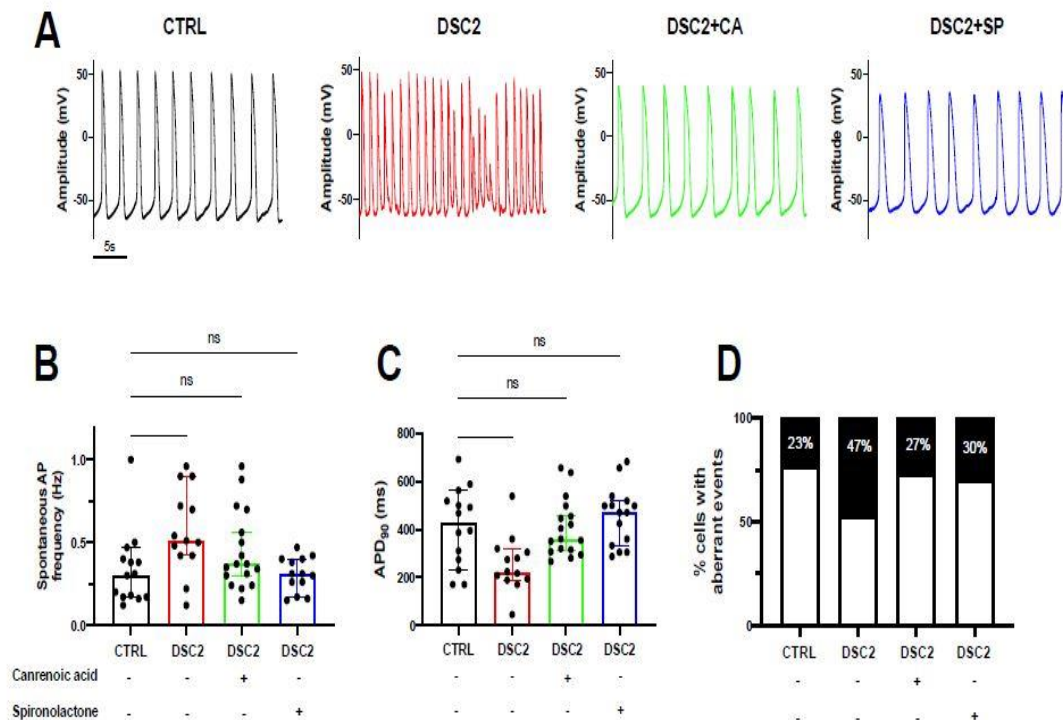 A
CTRL
DSC2
DSC2+CA
DSC2+SP
Amplitude (mV)
50
0
-50
5s
Amplitude (mV)
50
0
-50
Amplitude (mV)
50
0
-50
Amplitude (mV)
50
0
-50
B
ns
ns
Spontaneous AP
frequency (Hz)
1.0
0.5
0.0
CTRL DSC2 DSC2 DSC2
Canrenoic acid - - + -
Spironolactone - - - +
C
ns
ns
APD90 (ms)
800
600
400
200
0
CTRL DSC2 DSC2 DSC2
- - + -
- - - +
D
% cells with
aberrant events
100
50
0
23% 47% 27% 30%
CTRL DSC2 DSC2 DSC2
- - + -
- - - +